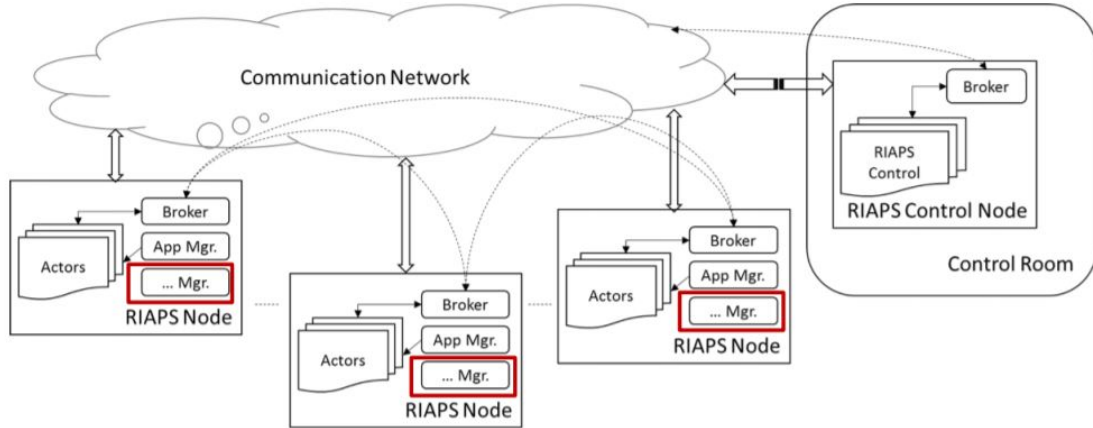 Communication Network
Broker
RIAPS
Control
RIAPS Control Node
Control Room
Broker
App Mgr.
... Mgr.
Actors
RIAPS Node
Broker
App Mgr.
... Mgr.
Actors
RIAPS Node
Broker
App Mgr.
... Mgr.
Actors
RIAPS Node